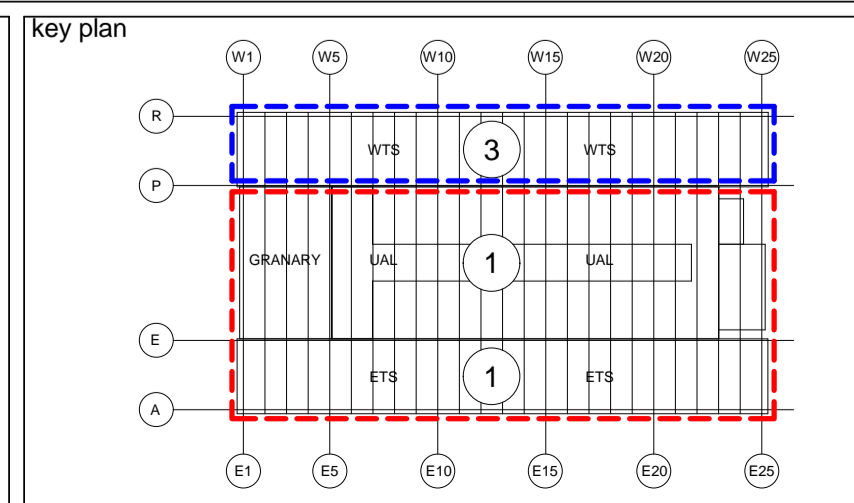 key plan
W1 W5 W10 W15 W20 W25
R
WTS 3 WTS
P
GRANARY UAL 1 UAL
E
ETS 1 ETS
A
E1 E5 E10 E15 E20 E25